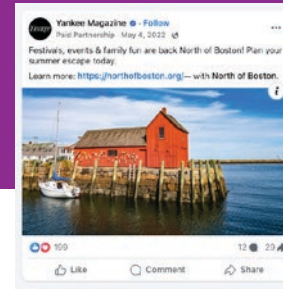 Yankee Magazine · Follow
Paid Partnership · May 4, 2022 ·
Festivals, events & family fun are back North of Boston! Plan your
summer escape today.
Learn more: https://northofboston.org/— with North of Boston.
i
199
12
Like
Comment
Share